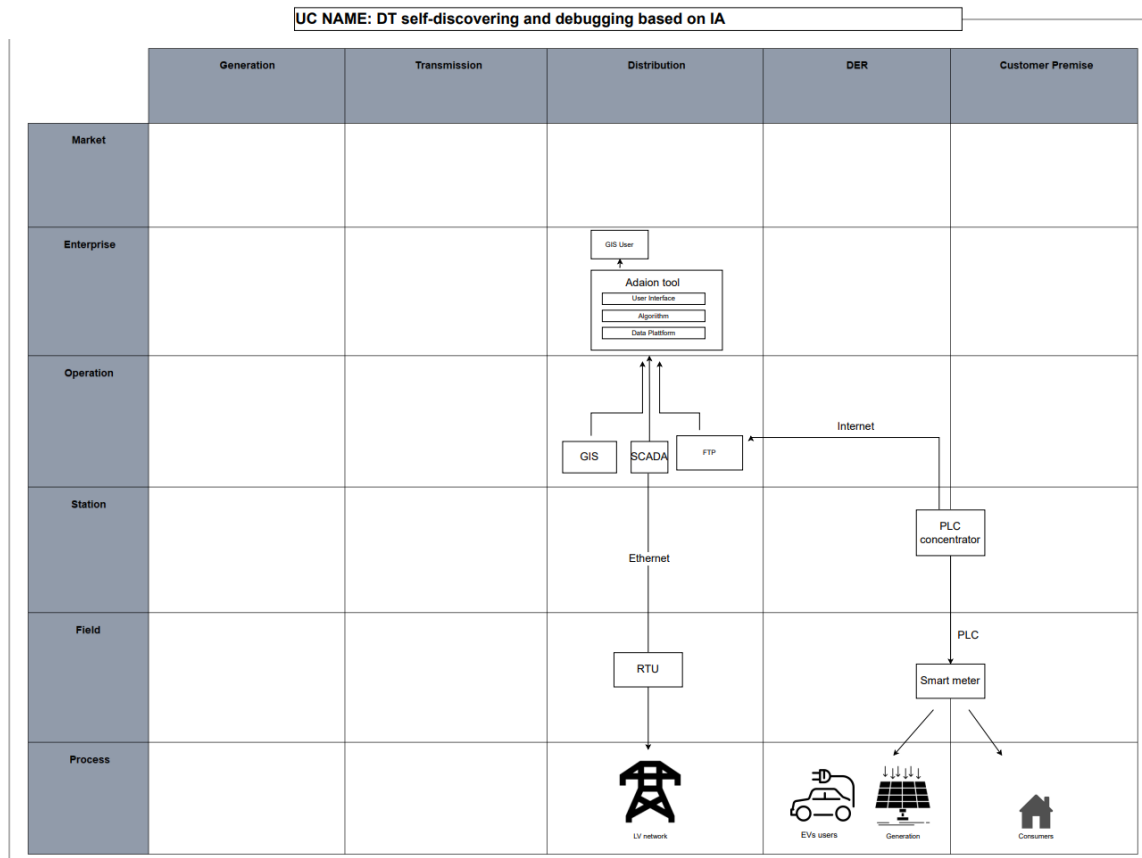 UC NAME: DT self-discovering and debugging based on IA
Generation
Transmission
Distribution
DER
Customer Premise
Market
Enterprise
GIS User
Adaion tool
User Interface
Algorithm
Data Plattform
Operation
Internet
GIS
SCADA
FTP
Station
PLC
concentrator
Ethernet
Field
PLC
RTU
Smart meter
Process
LV network
EVs users
Generation
Consumers